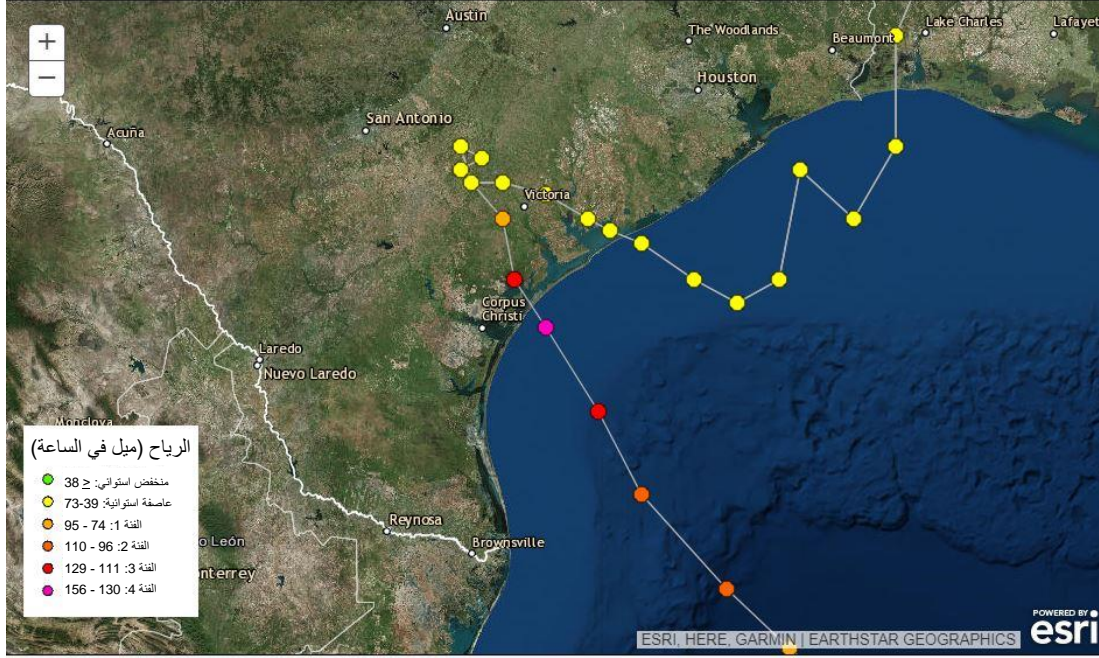 +
−
Austin
The Woodlands
Beaumont
Lake Charles
Lafayet
Houston
San Antonio
Acuña
Victoria
Corpus
Christi
Laredo
Nuevo Laredo
Monclova
الرياح (ميل في الساعة)
منخفض استوائي: ≤ 38
عاصفة استوائية: 39-73
الفئة 1: 74 - 95
الفئة 2: 96 - 110
الفئة 3: 111 - 129
الفئة 4: 130 - 156
o León
onterrey
Reynosa
Brownsville
ESRI, HERE, GARMIN | EARTHSTAR GEOGRAPHICS
POWERED BY
esri